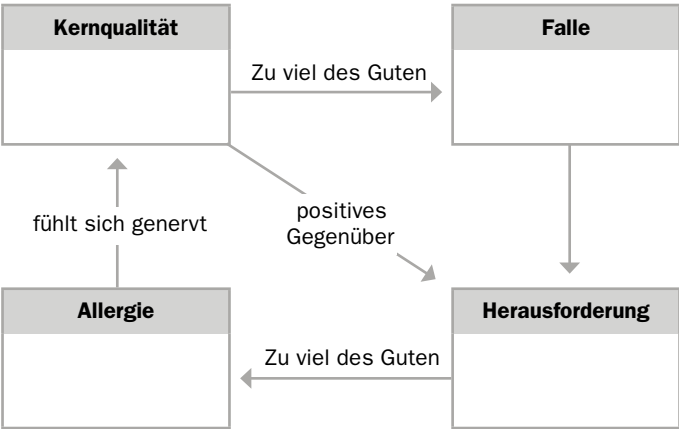 Kernqualität
Falle
Zu viel des Guten
fühlt sich genervt
positives
Gegenüber
Allergie
Herausforderung
Zu viel des Guten